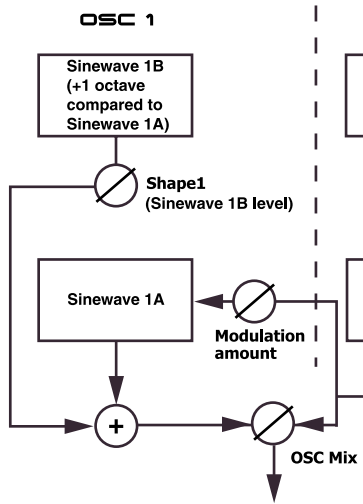 OSC 1
Sinewave 1B
(+1 octave
compared to
Sinewave 1A)
Shape1
(Sinewave 1B level)
Sinewave 1A
Modulation
amount
+
OSC Mix